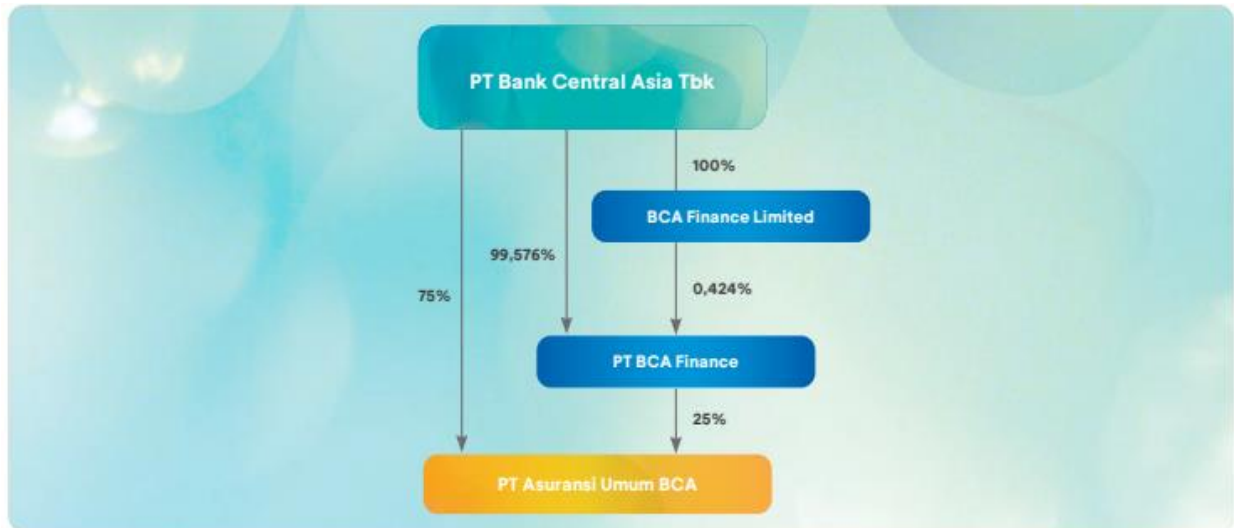 PT Bank Central Asia Tbk
100%
BCA Finance Limited
99,576%
0,424%
75%
PT BCA Finance
25%
PT Asuransi Umum BCA